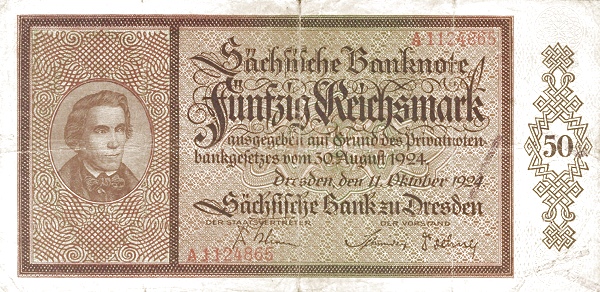 A1124865
Sächsische Banknote
Fünfzig Reichsmark
ausgegeben auf Grund des Privatnoten-
bankgesetzes vom 30. August 1924.
Dresden, den 11. Oktober 1924
Sächsische Bank zu Dresden
DER STAATSVERTRETER DER VORSTAND
A1124865
50